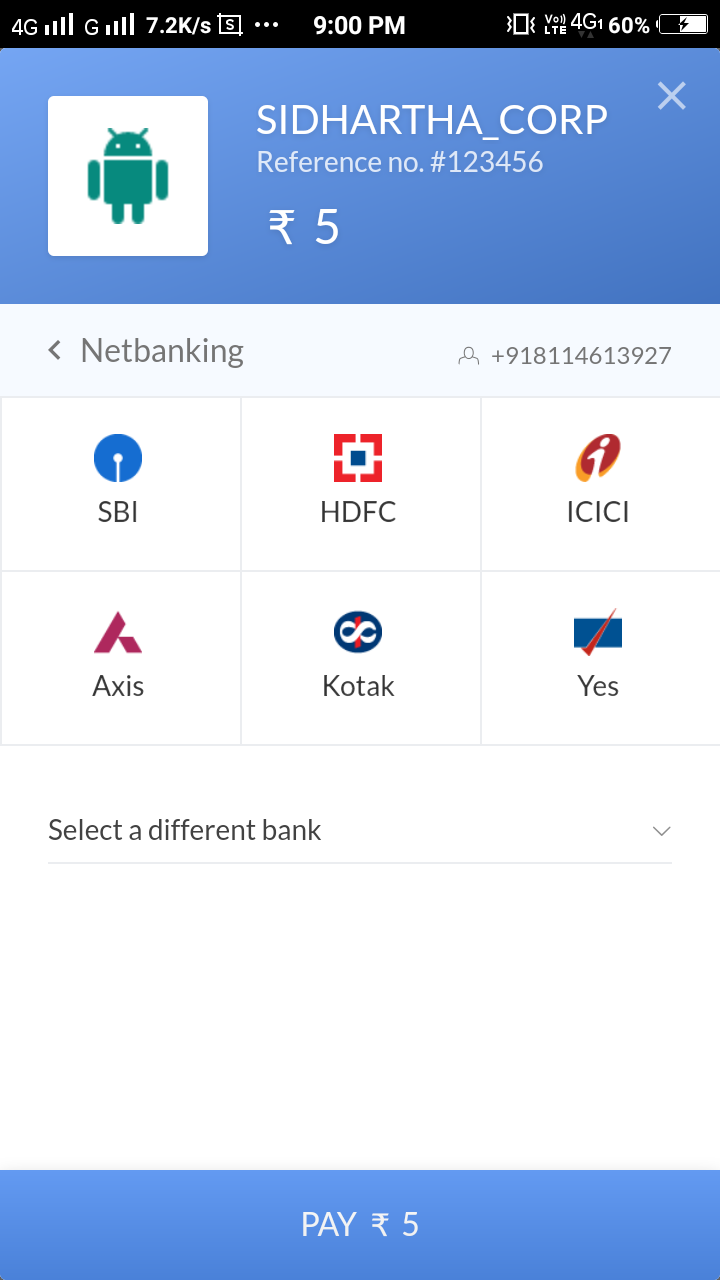 4G G 7.2K/s S ... 9:00 PM Vo)) LTE 4G1 60%
SIDHARTHA_CORP
Reference no. #123456
₹ 5
Netbanking
+918114613927
SBI HDFC ICICI
Axis Kotak Yes
Select a different bank
PAY ₹ 5